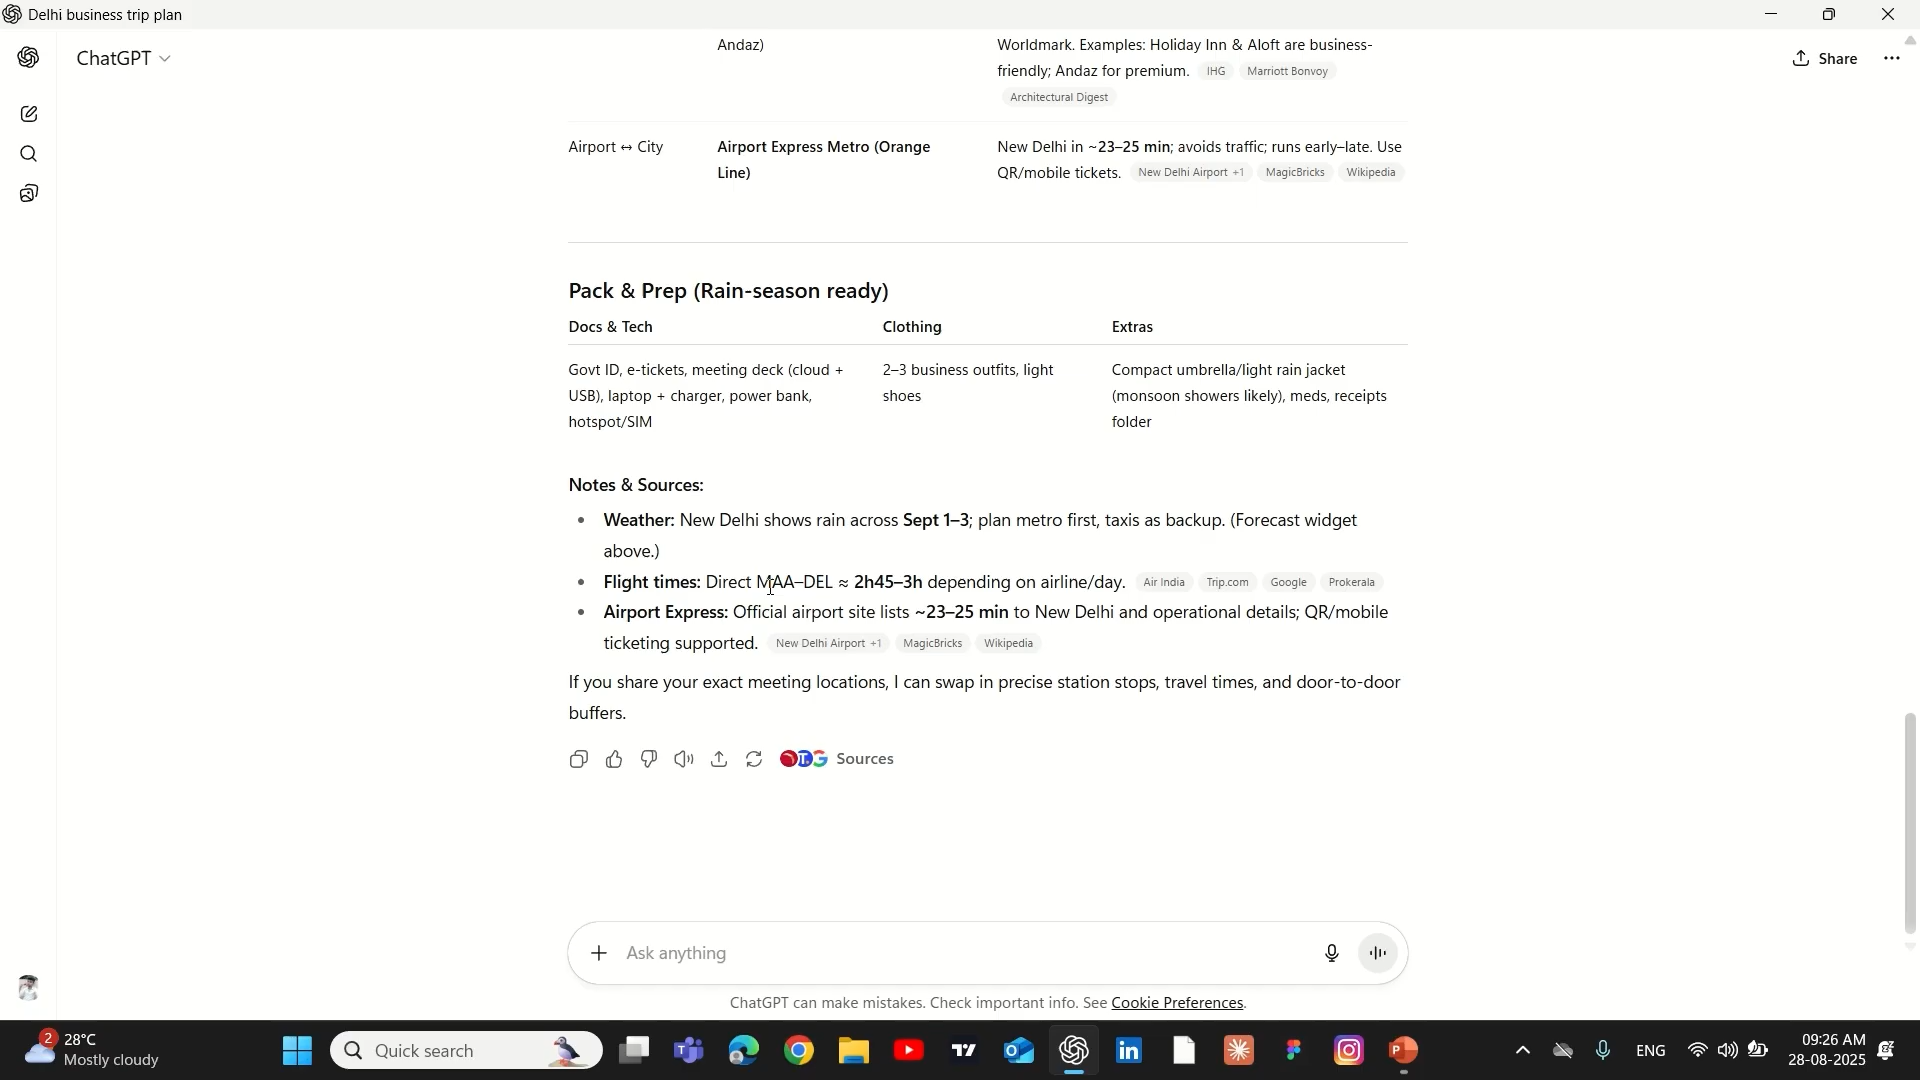 Delhi business trip plan
ChatGPT
Share
Andaz)
Worldmark. Examples: Holiday Inn & Aloft are business-
friendly; Andaz for premium. IHG Marriott Bonvoy
Architectural Digest
Airport ↔ City
Airport Express Metro (Orange
Line)
New Delhi in ~23–25 min; avoids traffic; runs early–late. Use
QR/mobile tickets. New Delhi Airport +1 MagicBricks Wikipedia
Pack & Prep (Rain-season ready)
Docs & Tech
Clothing
Extras
Govt ID, e-tickets, meeting deck (cloud +
USB), laptop + charger, power bank,
hotspot/SIM
2–3 business outfits, light
shoes
Compact umbrella/light rain jacket
(monsoon showers likely), meds, receipts
folder
Notes & Sources:
• Weather: New Delhi shows rain across Sept 1–3; plan metro first, taxis as backup. (Forecast widget
above.)
• Flight times: Direct MAA–DEL ≈ 2h45–3h depending on airline/day. Air India Trip.com Google Prokerala
• Airport Express: Official airport site lists ~23–25 min to New Delhi and operational details; QR/mobile
ticketing supported. New Delhi Airport +1 MagicBricks Wikipedia
If you share your exact meeting locations, I can swap in precise station stops, travel times, and door-to-door
buffers.
Sources
Ask anything
ChatGPT can make mistakes. Check important info. See Cookie Preferences.
2
28°C
Mostly cloudy
Quick search
ENG
09:26 AM
28-08-2025